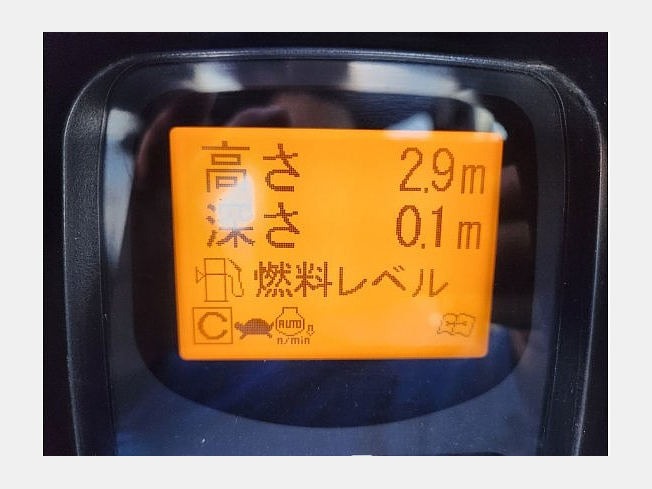 高さ 2.9m
深さ 0.1m
燃料レベル
C AUTO
n/min